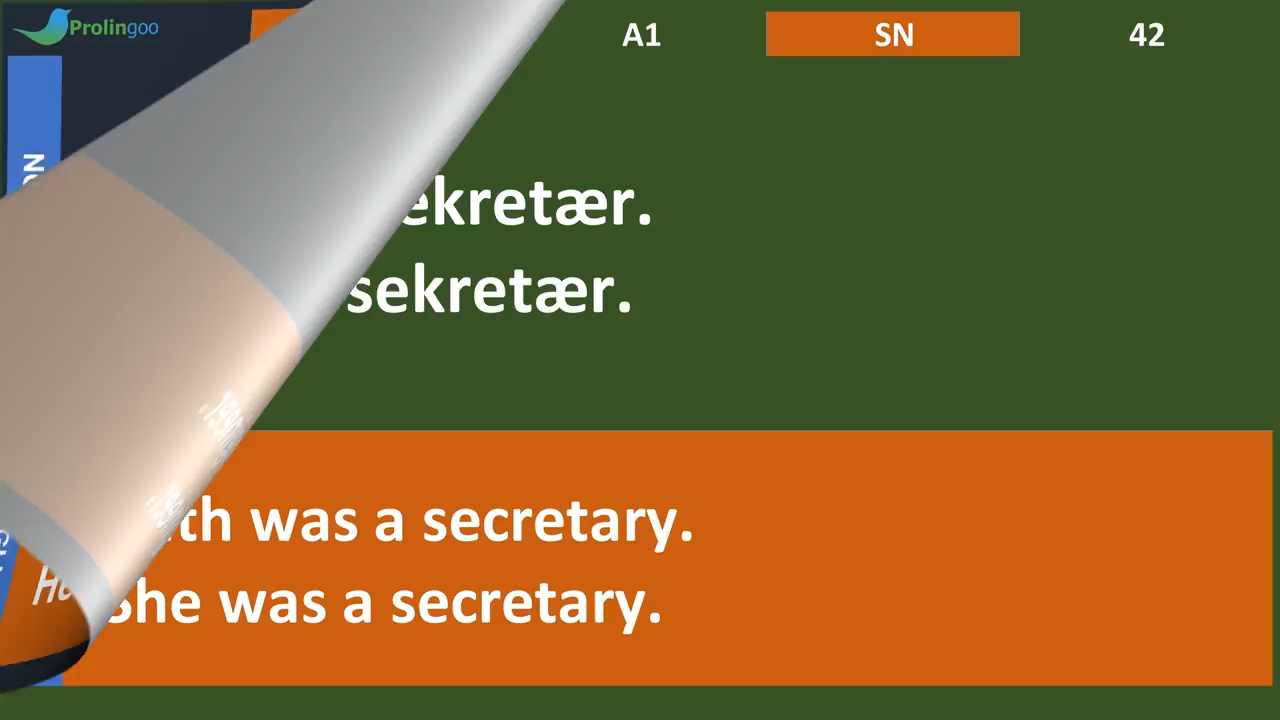 Prolingoo
A1 SN 42
ekretær.
sekretær.
th was a secretary.
She was a secretary.